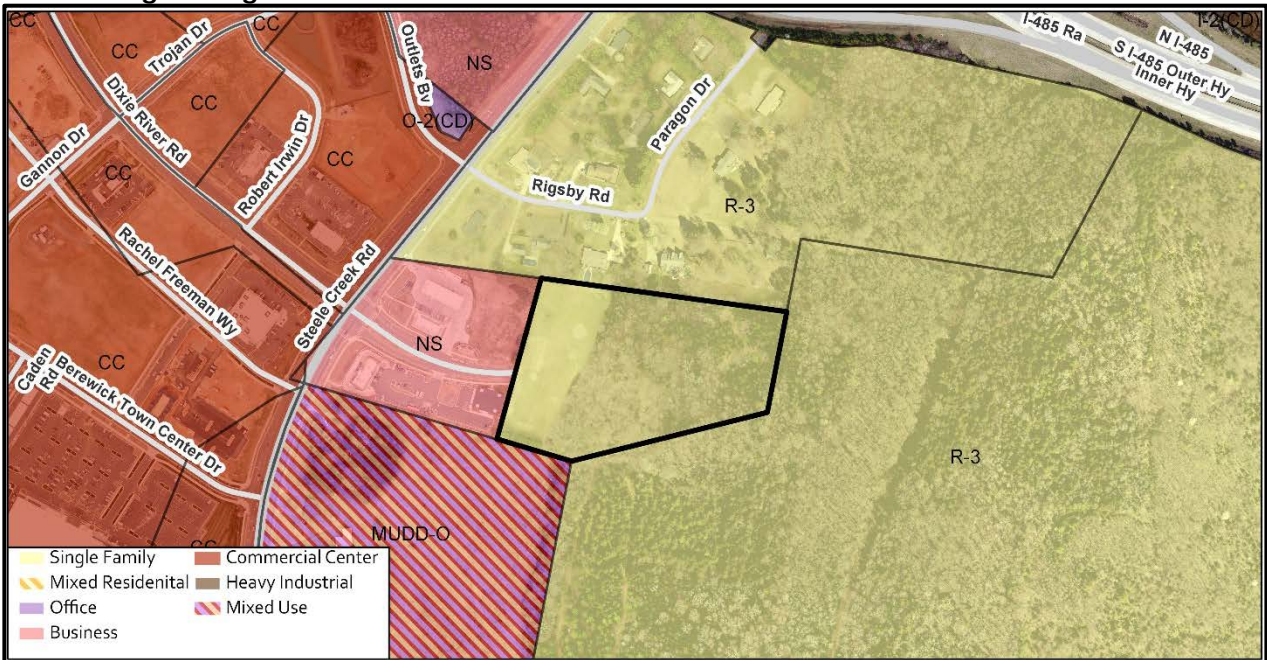 CC
Trojan Dr
CC
Outlets Bv
NS
I-485 Ra
I-2(CD)
N I-485
S I-485 Outer Hy
Inner Hy
CC
Dixie River Rd
CC
O-2(CD)
Paragon Dr
Gannon Dr
CC
Robert Irwin Dr
CC
Rigsby Rd
R-3
Rachel Freeman Wy
Steele Creek Rd
NS
CC
Caden
Rd
Berewick Town Center Dr
R-3
MUDD-O
CC
Single Family
Commercial Center
Mixed Residenital
Heavy Industrial
Office
Mixed Use
Business